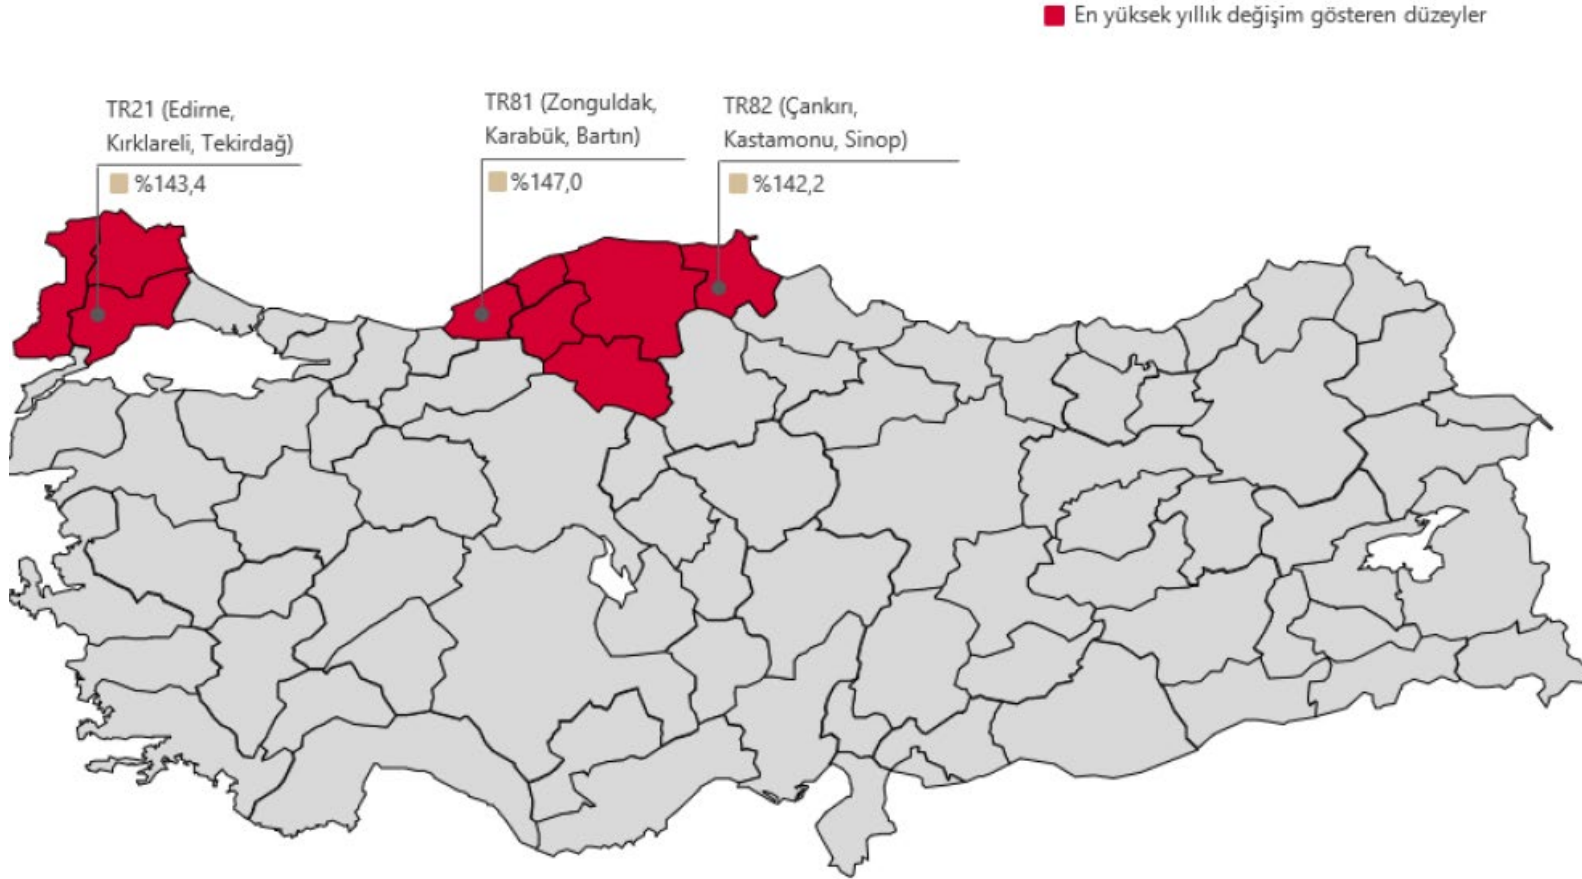 En yüksek yıllık değişim gösteren düzeyler
TR21 (Edirne,
Kırklareli, Tekirdağ)
%143,4
TR81 (Zonguldak,
Karabük, Bartın)
%147,0
TR82 (Çankırı,
Kastamonu, Sinop)
%142,2